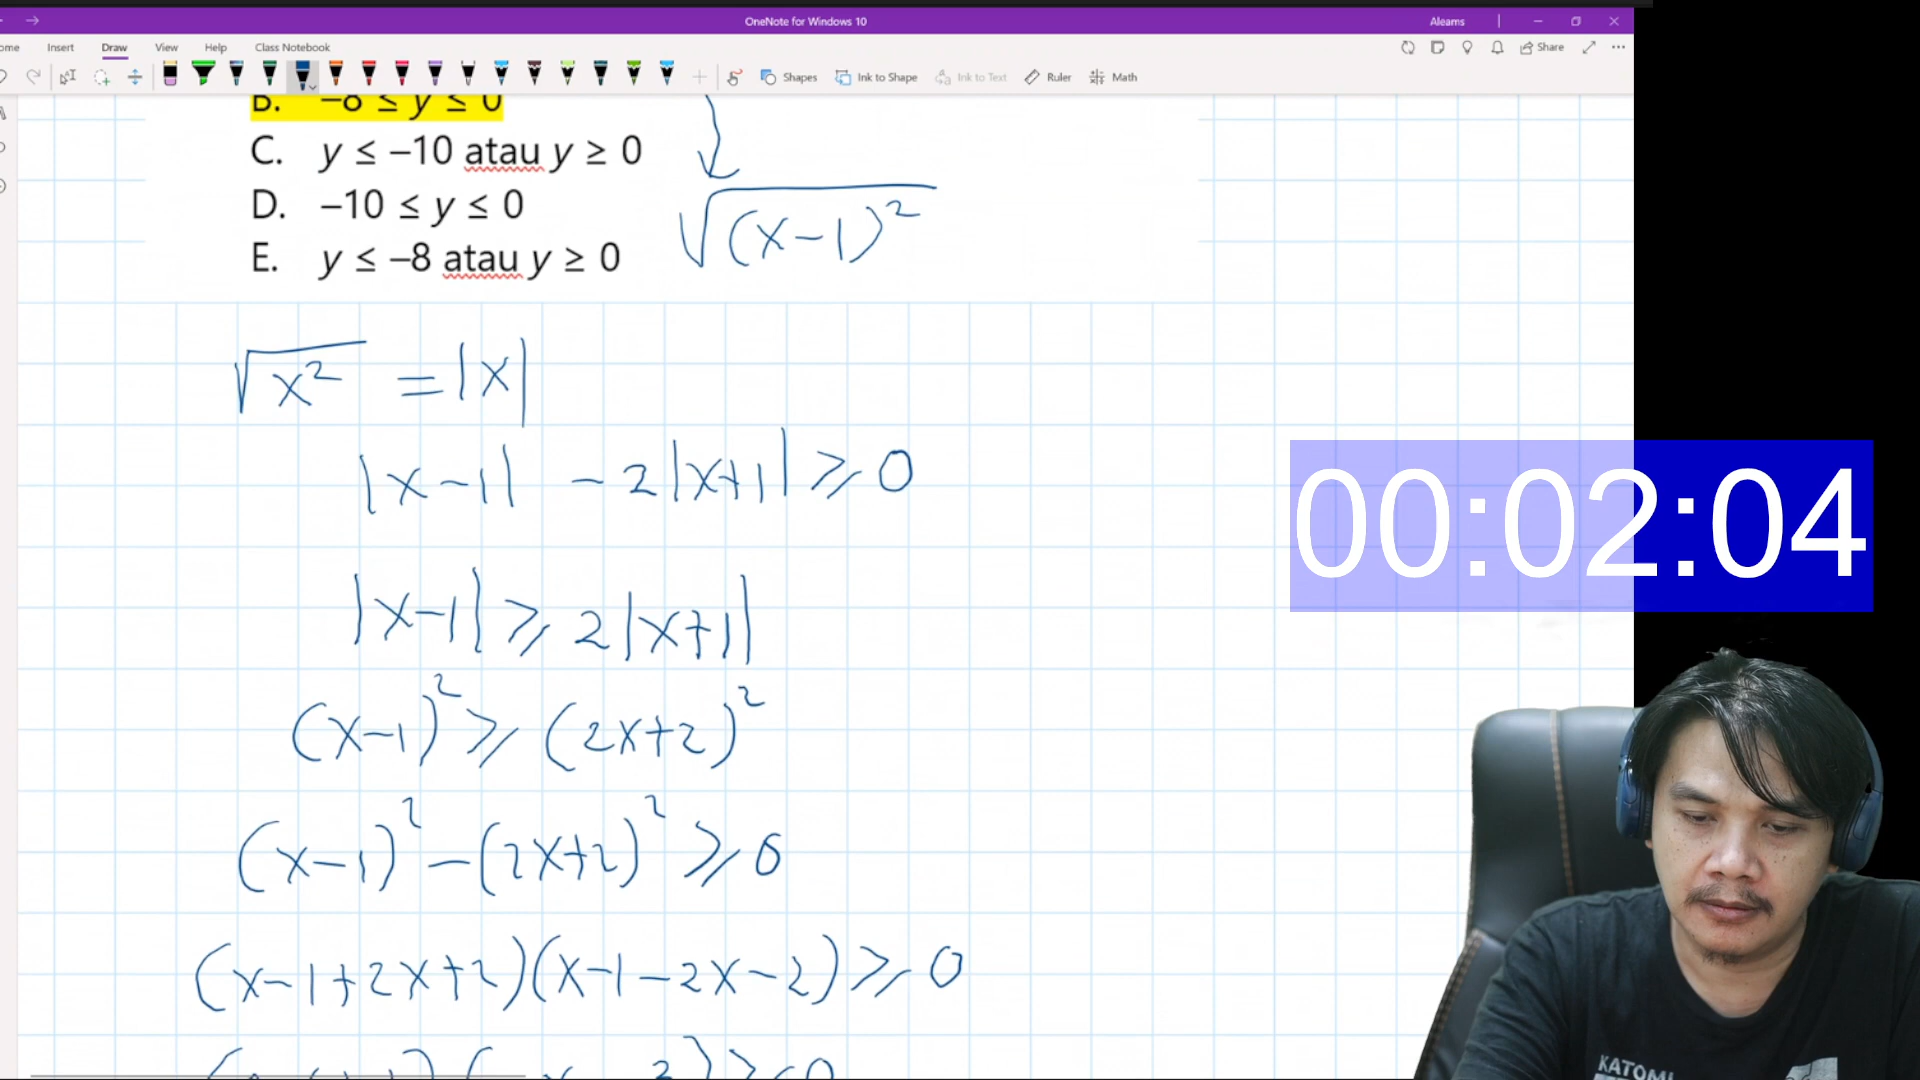 OneNote for Windows 10
Aleams
Insert Draw View Help Class Notebook
Share
Shapes Ink to Shape Ink to Text Ruler Math
B. –8 ≤ y ≤ 0
C. y ≤ –10 atau y ≥ 0
D. –10 ≤ y ≤ 0
E. y ≤ –8 atau y ≥ 0
√(x-1)²
√x² = |x|
|x-1| - 2|x+1| ≥ 0
|x-1| ≥ 2|x+1|
(x-1)² ≥ (2x+2)²
(x-1)² - (2x+2)² ≥ 0
(x-1+2x+2)(x-1-2x-2) ≥ 0
00:02:04
KATOMI